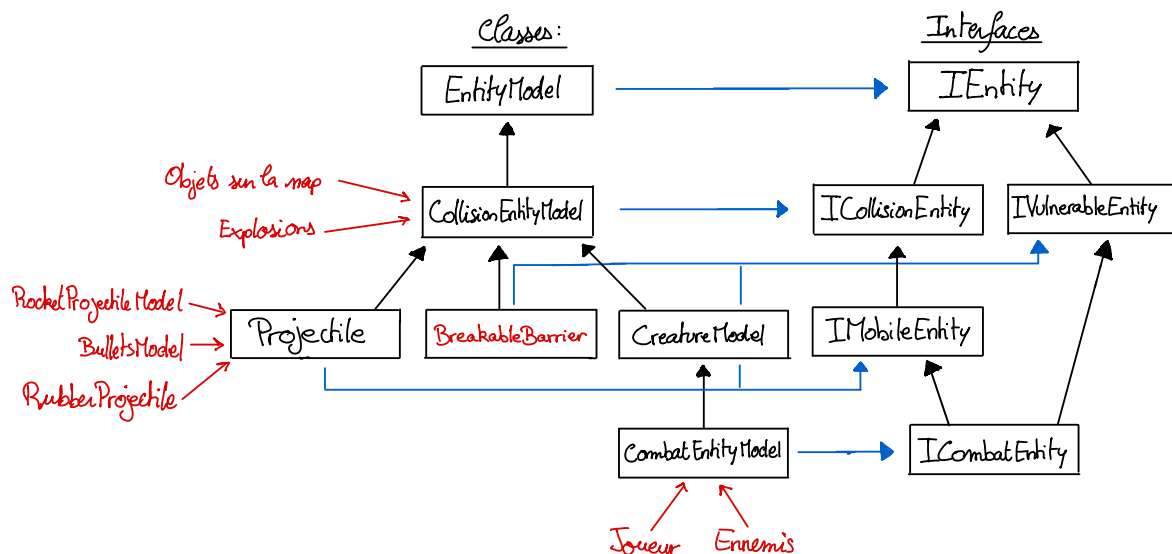 Classes:
Interfaces
EntityModel
IEntity
Objets sur la map
Explosions
CollisionEntityModel
ICollisionEntity
IVulnerableEntity
RocketProjectileModel
BulletsModel
RubberProjectile
Projectile
BreakableBarrier
CreatureModel
IMobileEntity
CombatEntityModel
ICombatEntity
Joueur
Ennemis